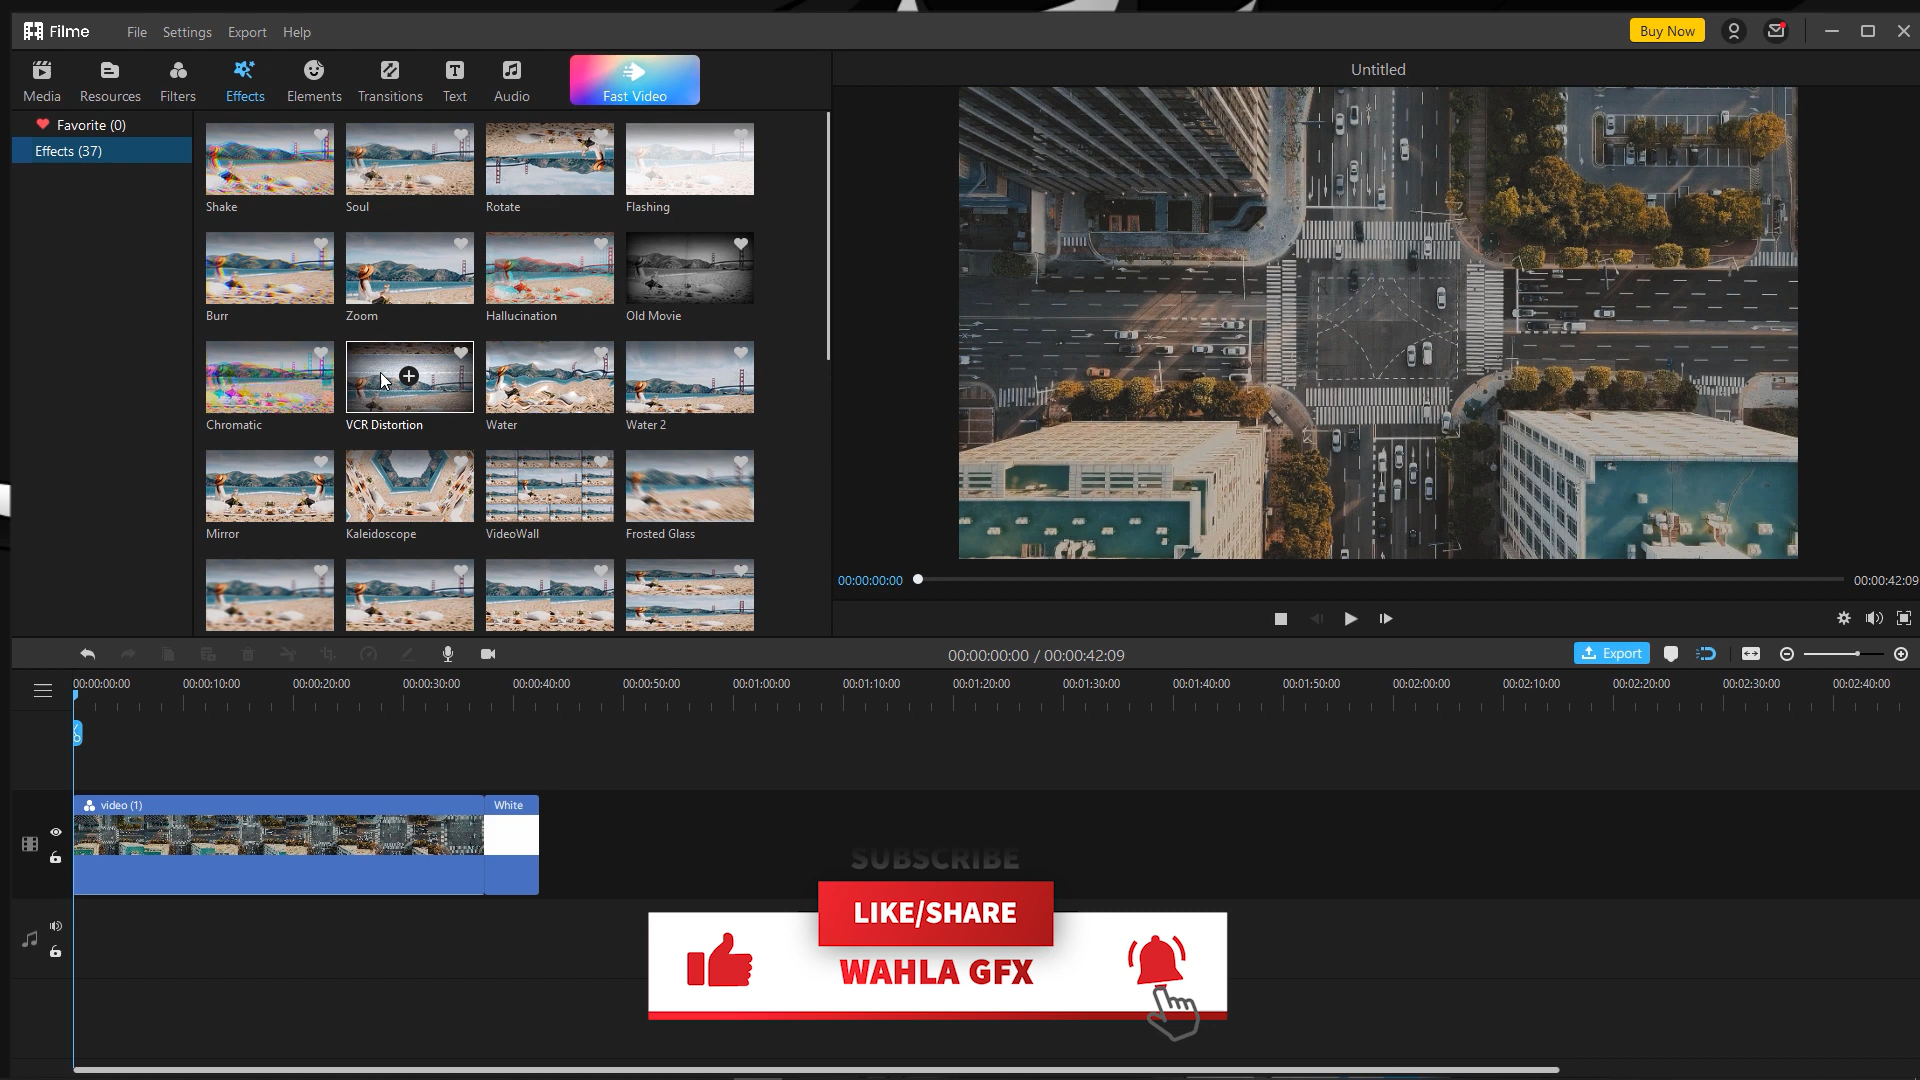 Filme
File Settings Export Help
Buy Now
Media Resources Filters Effects Elements Transitions Text Audio Fast Video
Untitled
Favorite (0)
Effects (37)
Shake Soul Rotate Flashing
Burr Zoom Hallucination Old Movie
Chromatic VCR Distortion Water Water 2
Mirror Kaleidoscope VideoWall Frosted Glass
00:00:00:00 00:00:42:09
00:00:00:00 / 00:00:42:09
Export
00:00:00:00 00:00:10:00 00:00:20:00 00:00:30:00 00:00:40:00 00:00:50:00 00:01:00:00 00:01:10:00 00:01:20:00 00:01:30:00 00:01:40:00 00:01:50:00 00:02:00:00 00:02:10:00 00:02:20:00 00:02:30:00 00:02:40:00
video (1) White
SUBSCRIBE
LIKE/SHARE
WAHLA GFX